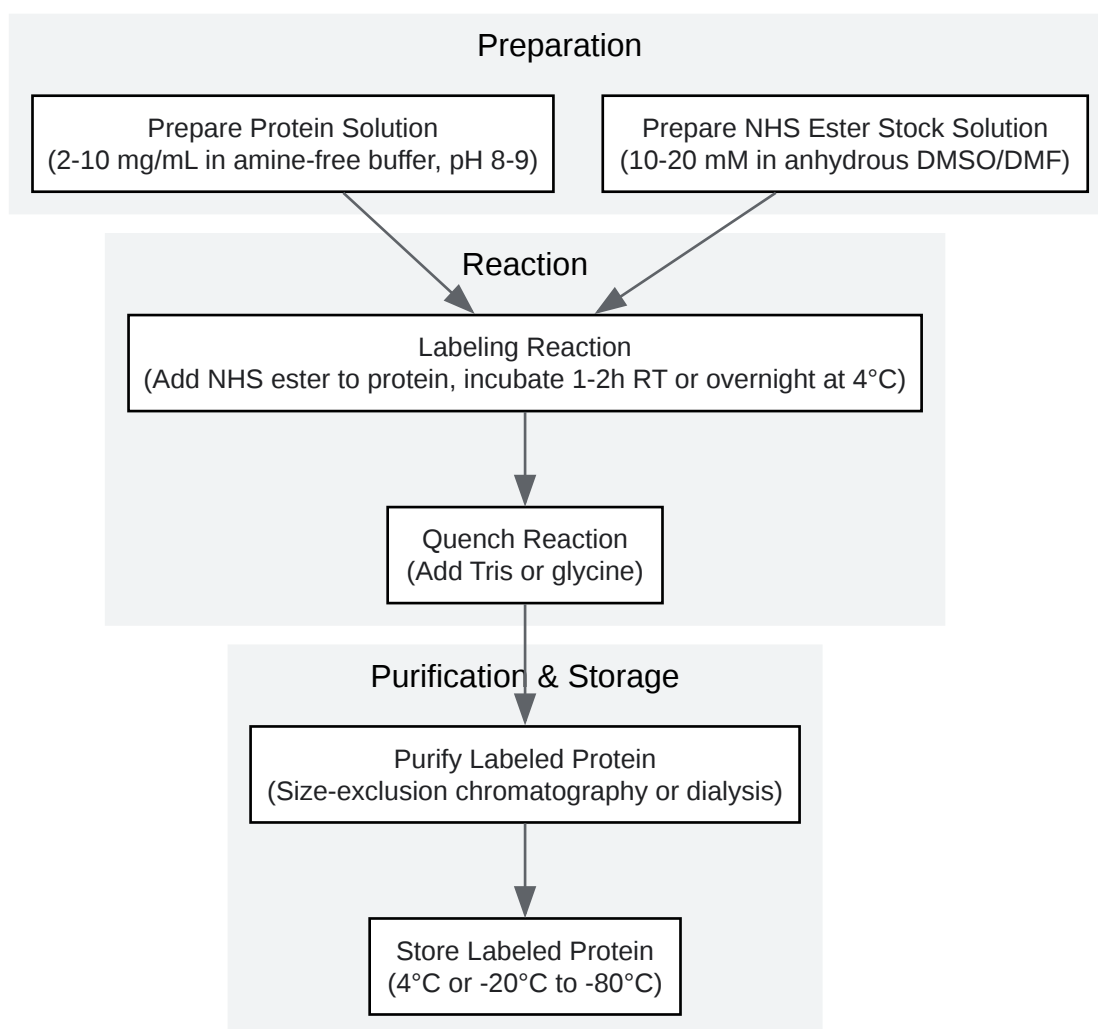 Preparation
Prepare Protein Solution
(2-10 mg/mL in amine-free buffer, pH 8-9)
Prepare NHS Ester Stock Solution
(10-20 mM in anhydrous DMSO/DMF)
Reaction
Labeling Reaction
(Add NHS ester to protein, incubate 1-2h RT or overnight at 4°C)
Quench Reaction
(Add Tris or glycine)
Purification & Storage
Purify Labeled Protein
(Size-exclusion chromatography or dialysis)
Store Labeled Protein
(4°C or -20°C to -80°C)